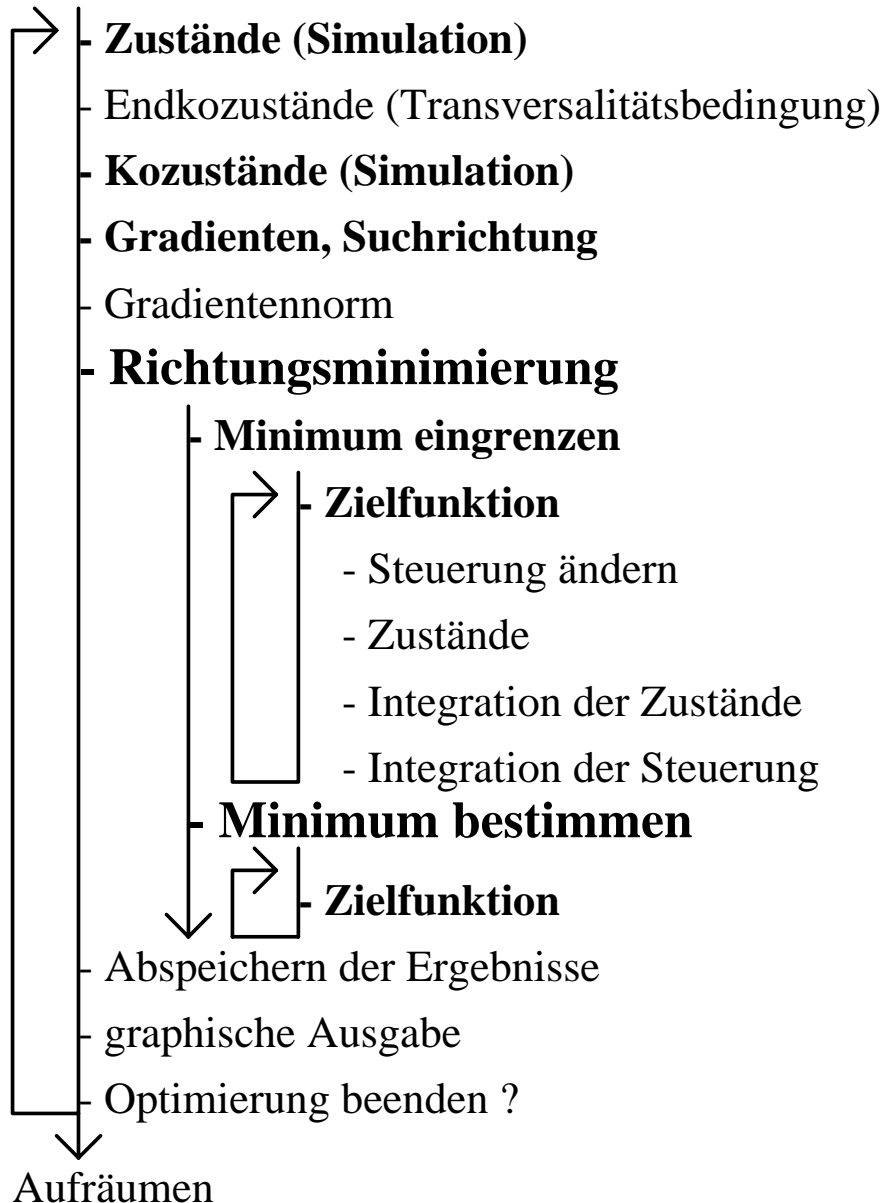 - Zustände (Simulation)
- Endkozustände (Transversalitätsbedingung)
- Kozustände (Simulation)
- Gradienten, Suchrichtung
- Gradientennorm
- Richtungsminimierung
- Minimum eingrenzen
- Zielfunktion
- Steuerung ändern
- Zustände
- Integration der Zustände
- Integration der Steuerung
- Minimum bestimmen
- Zielfunktion
- Abspeichern der Ergebnisse
- graphische Ausgabe
- Optimierung beenden ?
Aufräumen